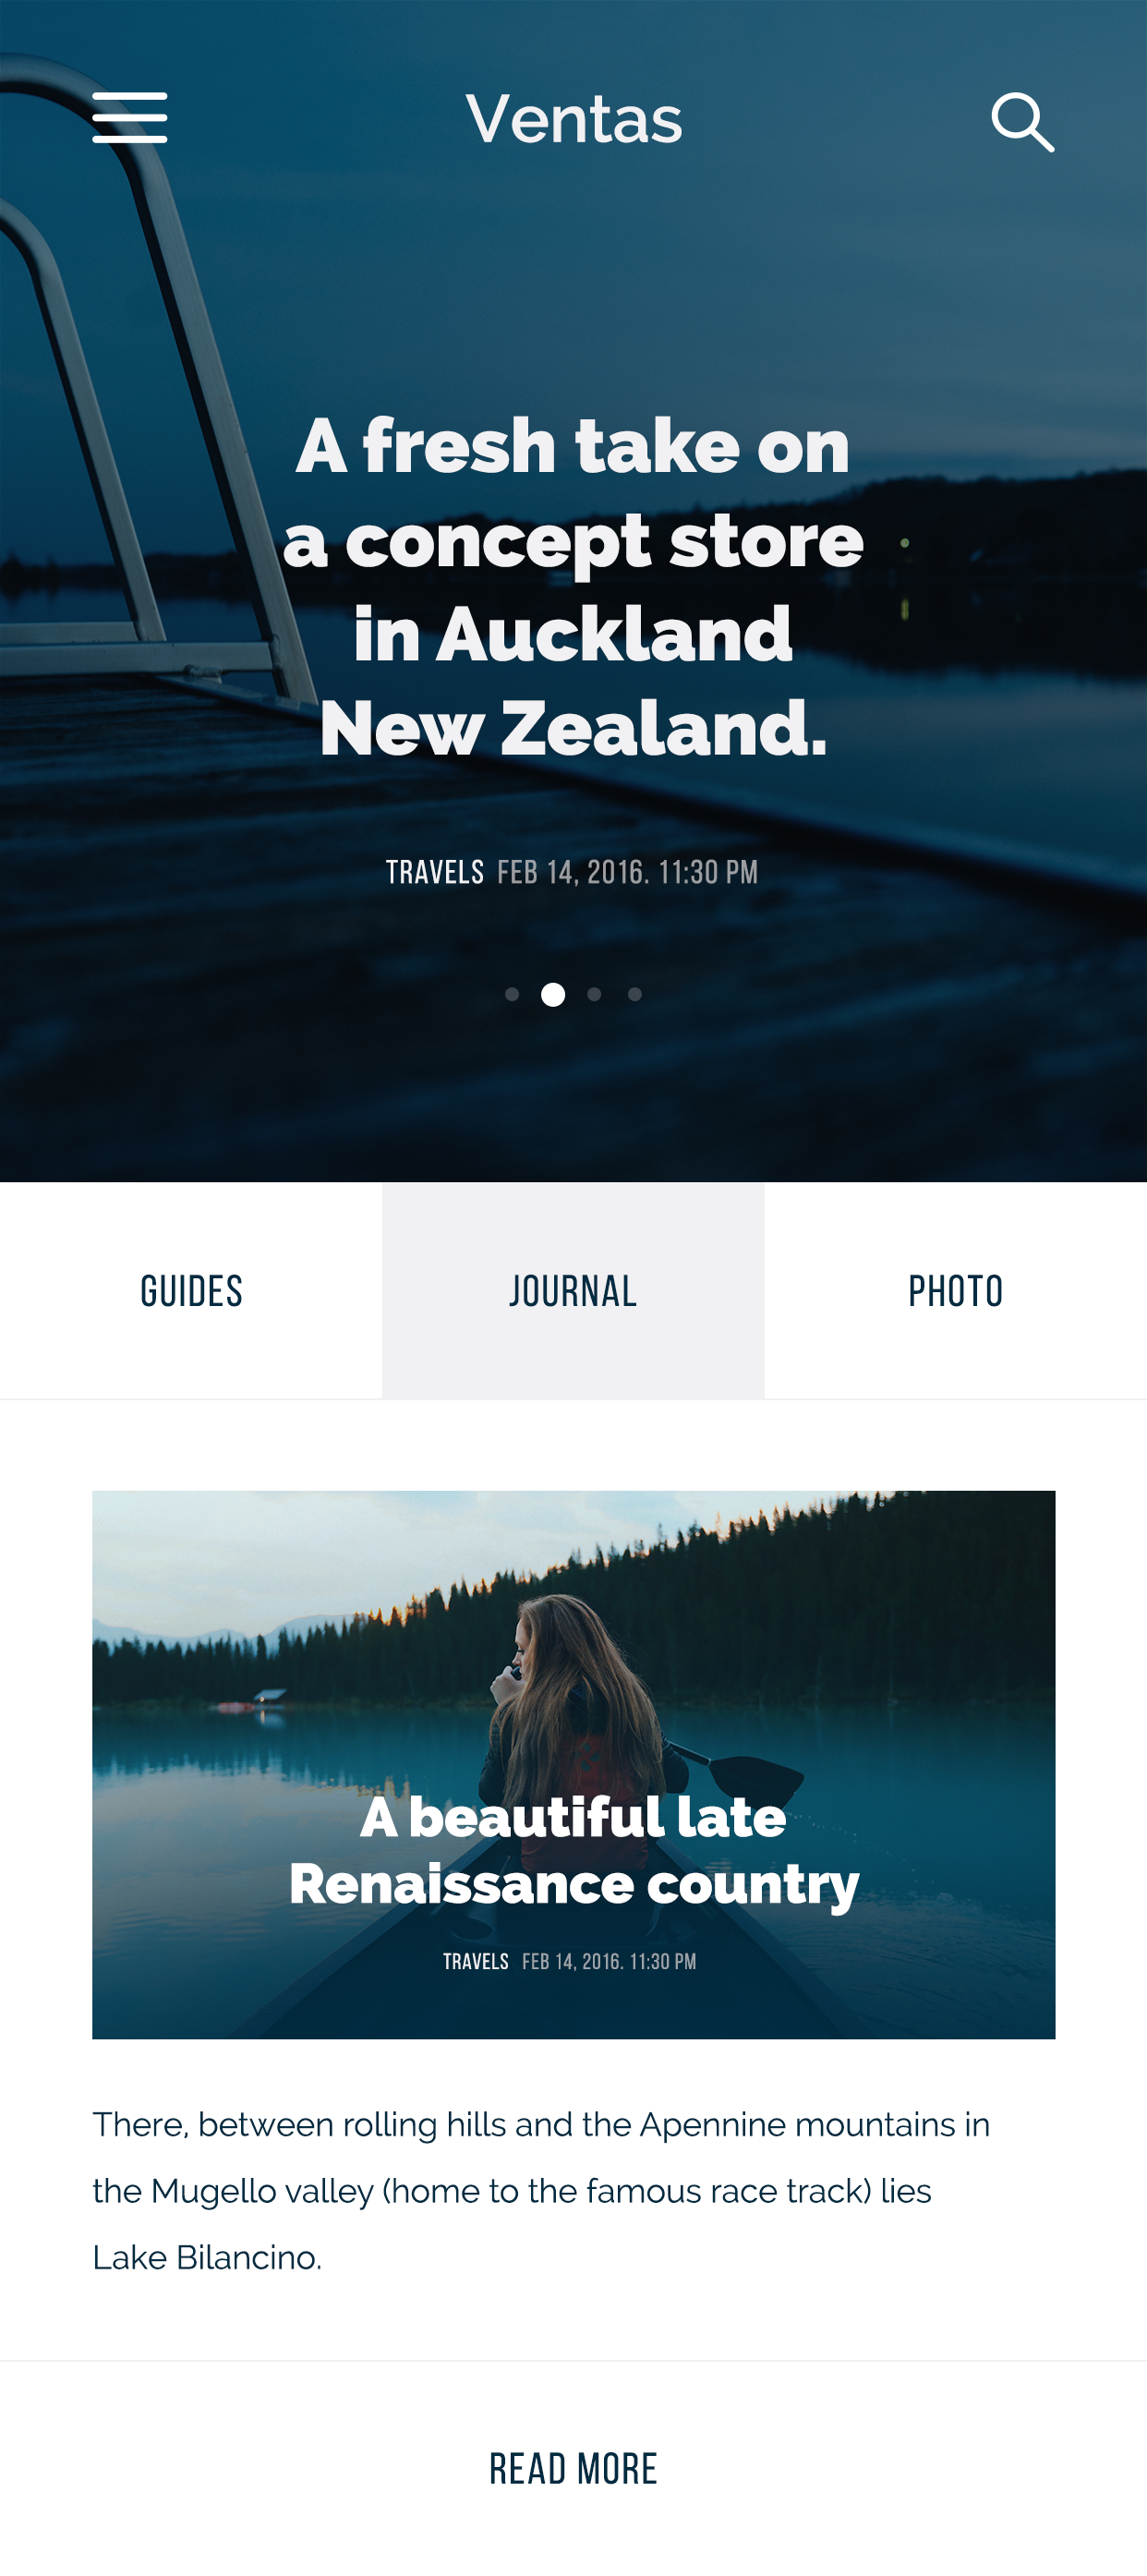 Ventas
A fresh take on
a concept store
in Auckland
New Zealand.
TRAVELS FEB 14, 2016. 11:30 PM
GUIDES JOURNAL PHOTO
A beautiful late
Renaissance country
TRAVELS FEB 14, 2016. 11:30 PM
There, between rolling hills and the Apennine mountains in
the Mugello valley (home to the famous race track) lies
Lake Bilancino.
READ MORE